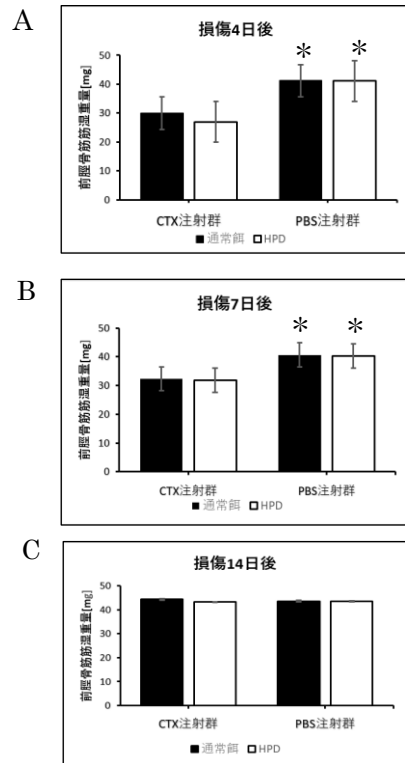 A
損傷4日後
* *
前脛骨筋筋湿重量[mg]
50
40
30
20
10
0
CTX注射群 PBS注射群
■通常餌 □HPD
B
損傷7日後
* *
前脛骨筋筋湿重量[mg]
50
40
30
20
10
0
CTX注射群 PBS注射群
■通常餌 □HPD
C
損傷14日後
前脛骨筋筋湿重量[mg]
50
40
30
20
10
0
CTX注射群 PBS注射群
■通常餌 □HPD